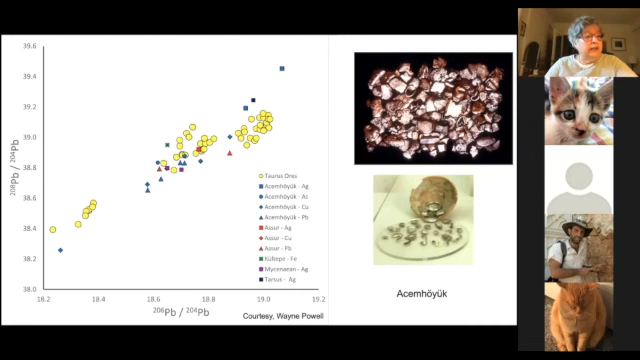 39.6
39.4
39.2
39.0
38.8
38.6
38.4
38.2
38.0
208Pb / 204Pb
18.2
18.4
18.6
18.8
19.0
19.2
206Pb / 204Pb
Taurus Ores
Acemhöyük - Ag
Acemhöyük - Ac
Acemhöyük - Cu
Acemhöyük - Pb
Assur - Ag
Assur - Cu
Assur - Pb
Kültepe - Fe
Mycenaean - Ag
Tarsus - Ag
Courtesy, Wayne Powell
Acemhöyük